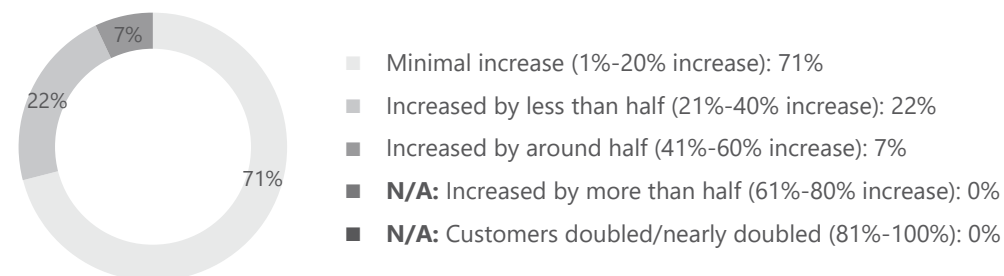 7%
22%
71%
Minimal increase (1%-20% increase): 71%
Increased by less than half (21%-40% increase): 22%
Increased by around half (41%-60% increase): 7%
N/A: Increased by more than half (61%-80% increase): 0%
N/A: Customers doubled/nearly doubled (81%-100%): 0%